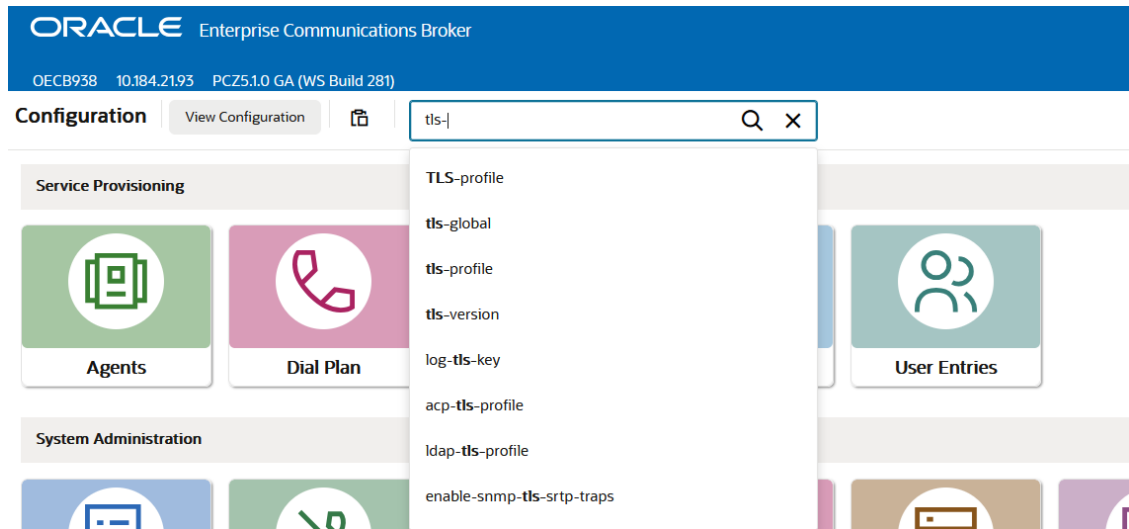 ORACLE Enterprise Communications Broker
OECB938 10.184.21.93 PCZ5.1.0 GA (WS Build 281)
Configuration View Configuration tls-
TLS-profile
Service Provisioning
tls-global
tls-profile
tls-version
log-tls-key
Agents Dial Plan User Entries
acp-tls-profile
System Administration
ldap-tls-profile
enable-snmp-tls-srtp-traps